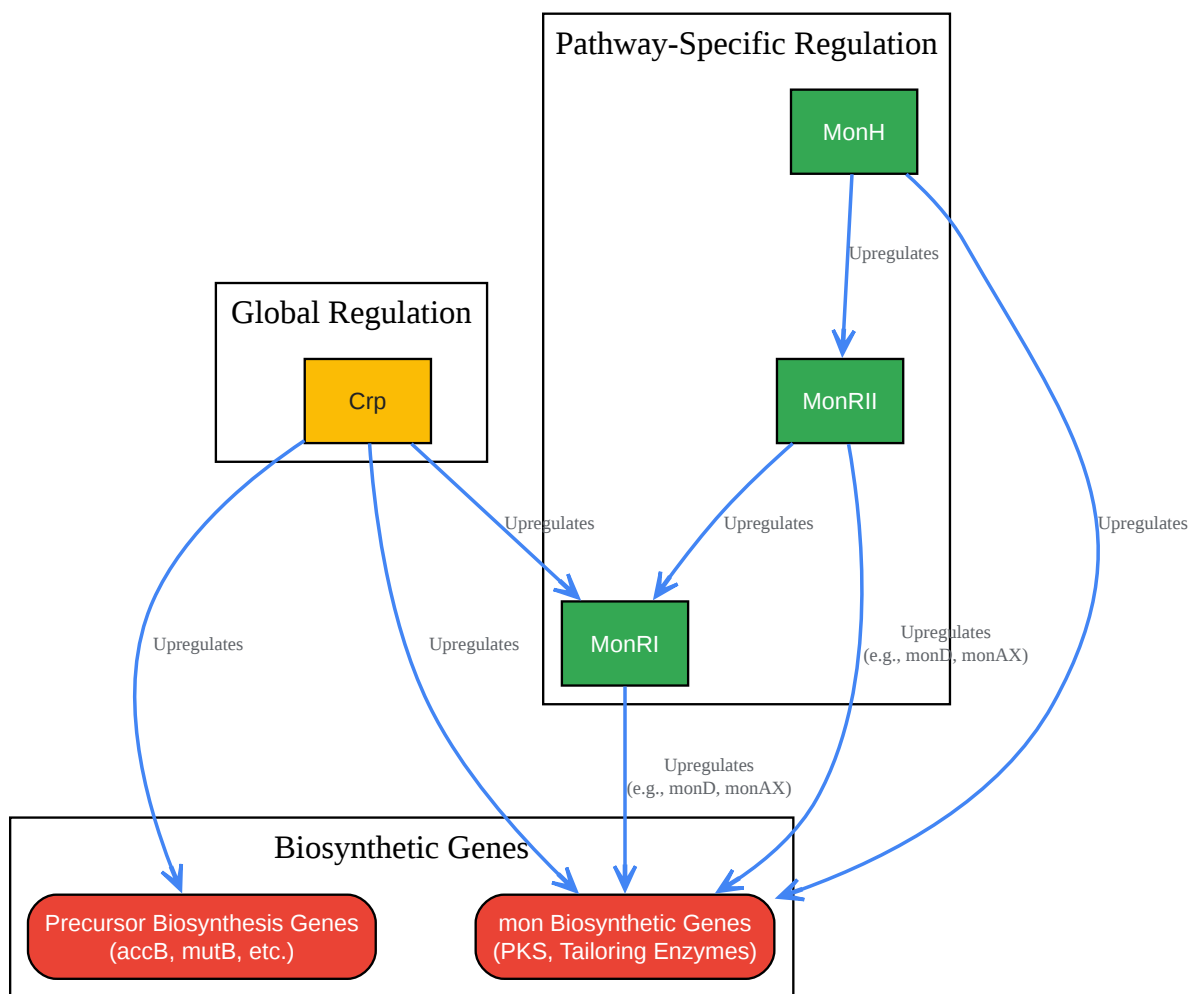 Pathway-Specific Regulation
MonH
Upregulates
Global Regulation
Crp
MonRII
Upregulates
Upregulates
Upregulates
MonRI
Upregulates
Upregulates
Upregulates
(e.g., monD, monAX)
Upregulates
(e.g., monD, monAX)
Biosynthetic Genes
Precursor Biosynthesis Genes
(accB, mutB, etc.)
mon Biosynthetic Genes
(PKS, Tailoring Enzymes)